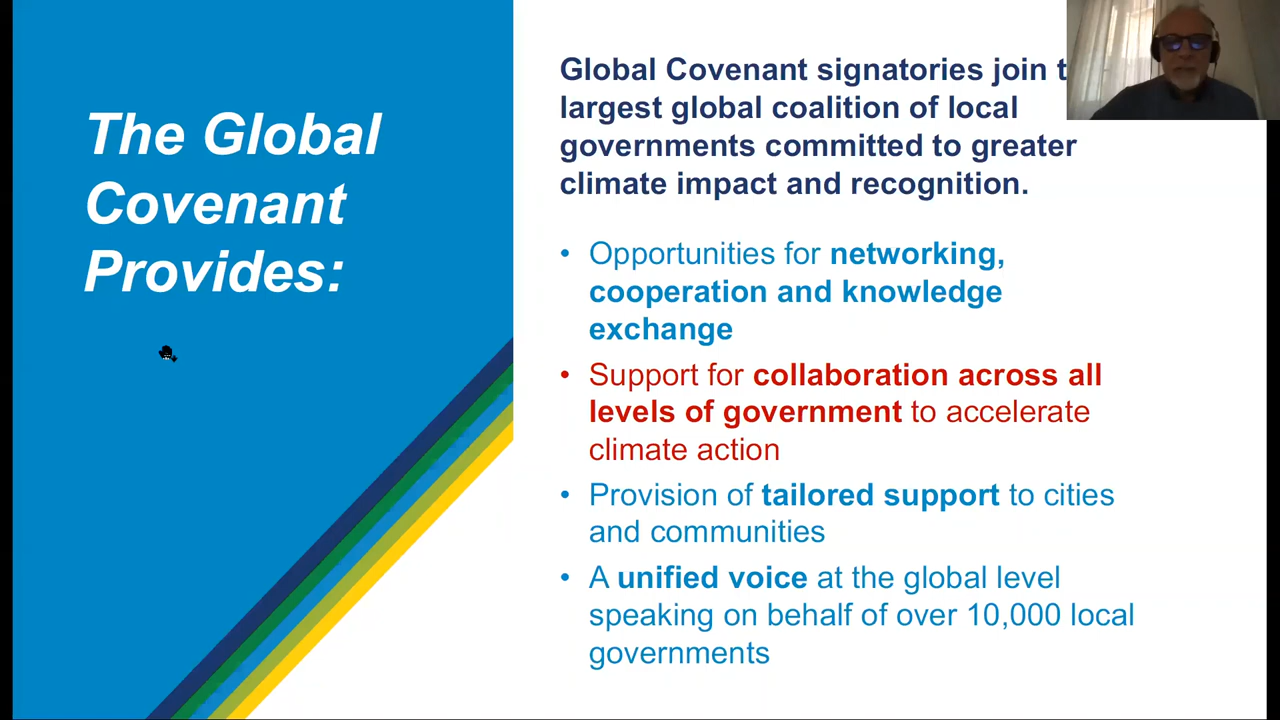 The Global
Covenant
Provides:
Global Covenant signatories join
largest global coalition of local
governments committed to greater
climate impact and recognition.
• Opportunities for networking,
cooperation and knowledge
exchange
• Support for collaboration across all
levels of government to accelerate
climate action
• Provision of tailored support to cities
and communities
• A unified voice at the global level
speaking on behalf of over 10,000 local
governments